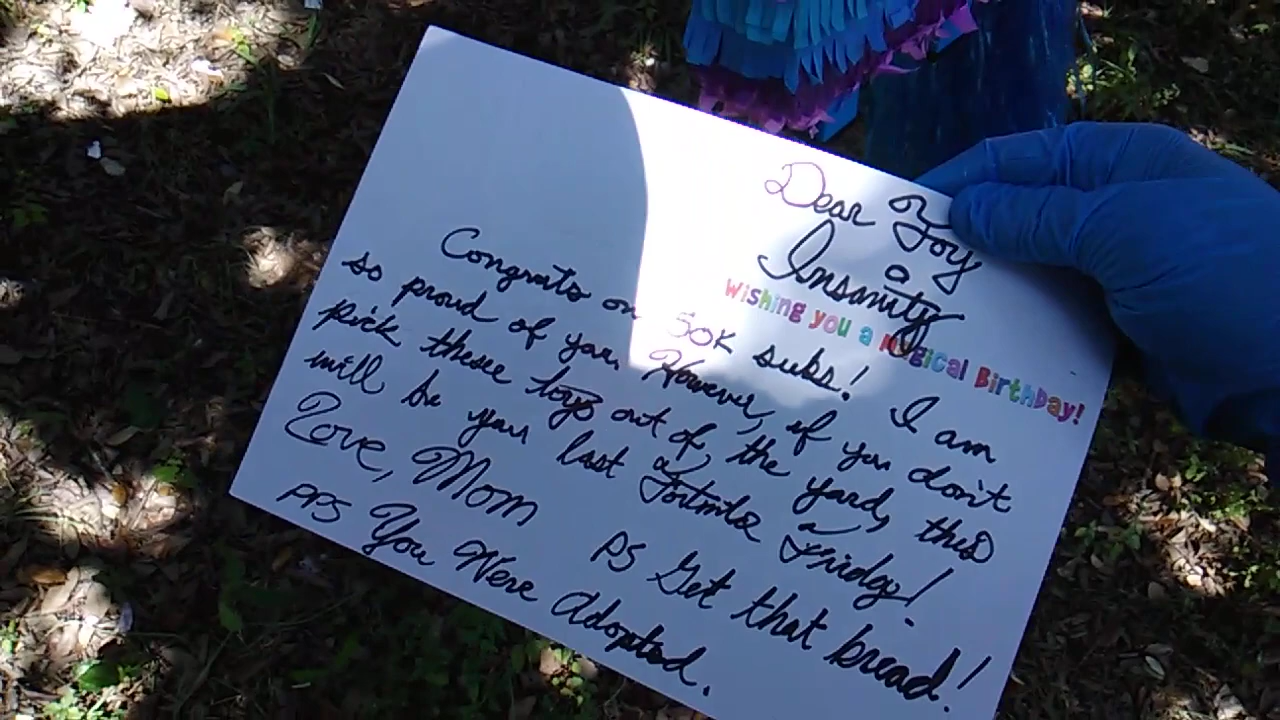 Dear Toy
Insanity
Wishing you a Magical Birthday!
Congrats on 50K subs! I am
so proud of you. However, if you don't
pick these toys out of the yard, this
will be your last Fortnite Fridge!
Love, Mom PS Get that bread!
PPS You Were Adopted.